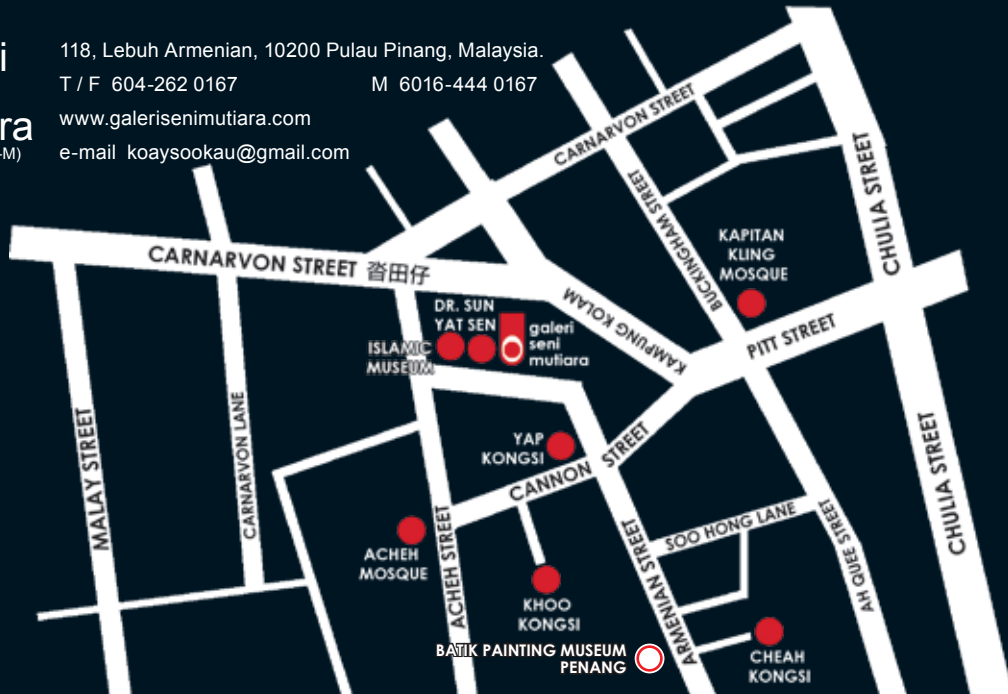 i
ra
-M)
118, Lebuh Armenian, 10200 Pulau Pinang, Malaysia.
T / F 604-262 0167 M 6016-444 0167
www.galerisenimutiara.com
e-mail koaysookau@gmail.com
CARNARVON STREET
CHULIA STREET
BUCKINGHAM STREET
KAPITAN
KLING
MOSQUE
CARNARVON STREET 沓田仔
KAMPUNG KOLAM
PITT STREET
DR. SUN
YAT SEN
galeri
seni
mutiara
ISLAMIC
MUSEUM
MALAY STREET
CARNARVON LANE
YAP
KONGSI
CANNON STREET
CHULIA STREET
ACHEH
MOSQUE
ACHEH STREET
SOO HONG LANE
AH QUEE STREET
KHOO
KONGSI
ARMENIAN STREET
BATIK PAINTING MUSEUM
PENANG
CHEAH
KONGSI